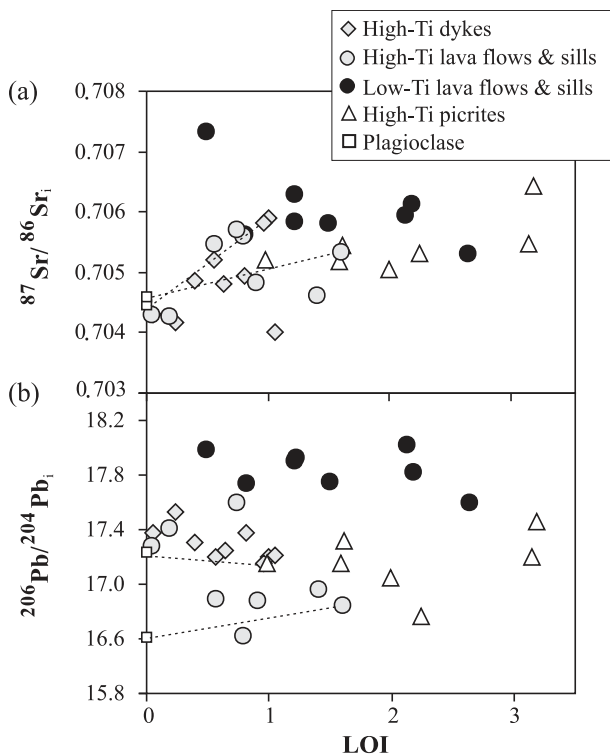 High-Ti dykes
High-Ti lava flows & sills
Low-Ti lava flows & sills
High-Ti picrites
Plagioclase
(a)
0.708
0.707
0.706
0.705
0.704
0.703
87Sr/ 86Sri
(b)
18.2
17.8
17.4
17.0
16.6
15.8
206Pb/204Pbi
0 1 2 3
LOI